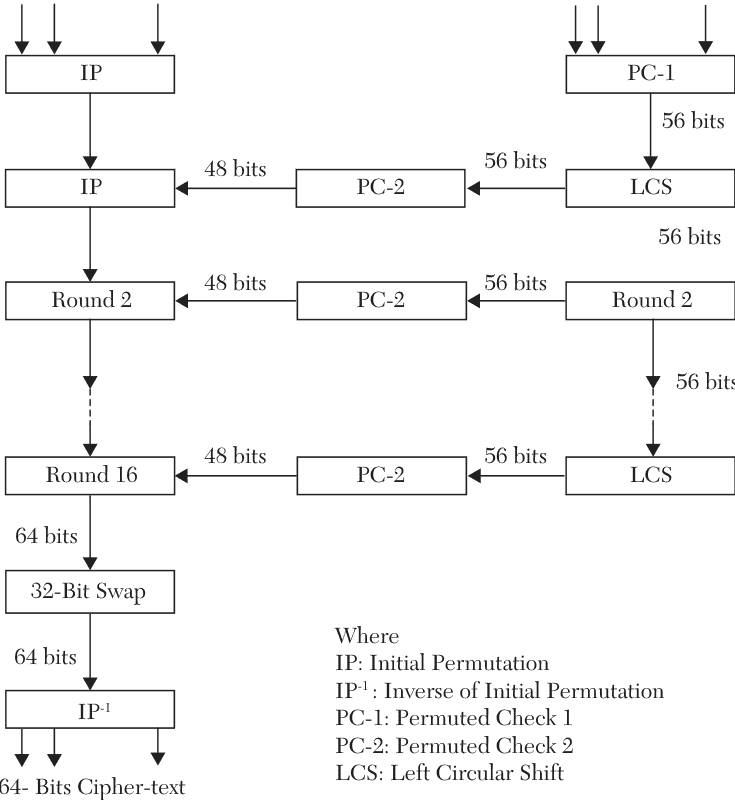 IP
PC-1
56 bits
IP
48 bits
PC-2
56 bits
LCS
56 bits
Round 2
48 bits
PC-2
56 bits
Round 2
56 bits
Round 16
48 bits
PC-2
56 bits
LCS
64 bits
32-Bit Swap
64 bits
IP-1
64- Bits Cipher-text
Where
IP: Initial Permutation
IP-1 : Inverse of Initial Permutation
PC-1: Permuted Check 1
PC-2: Permuted Check 2
LCS: Left Circular Shift